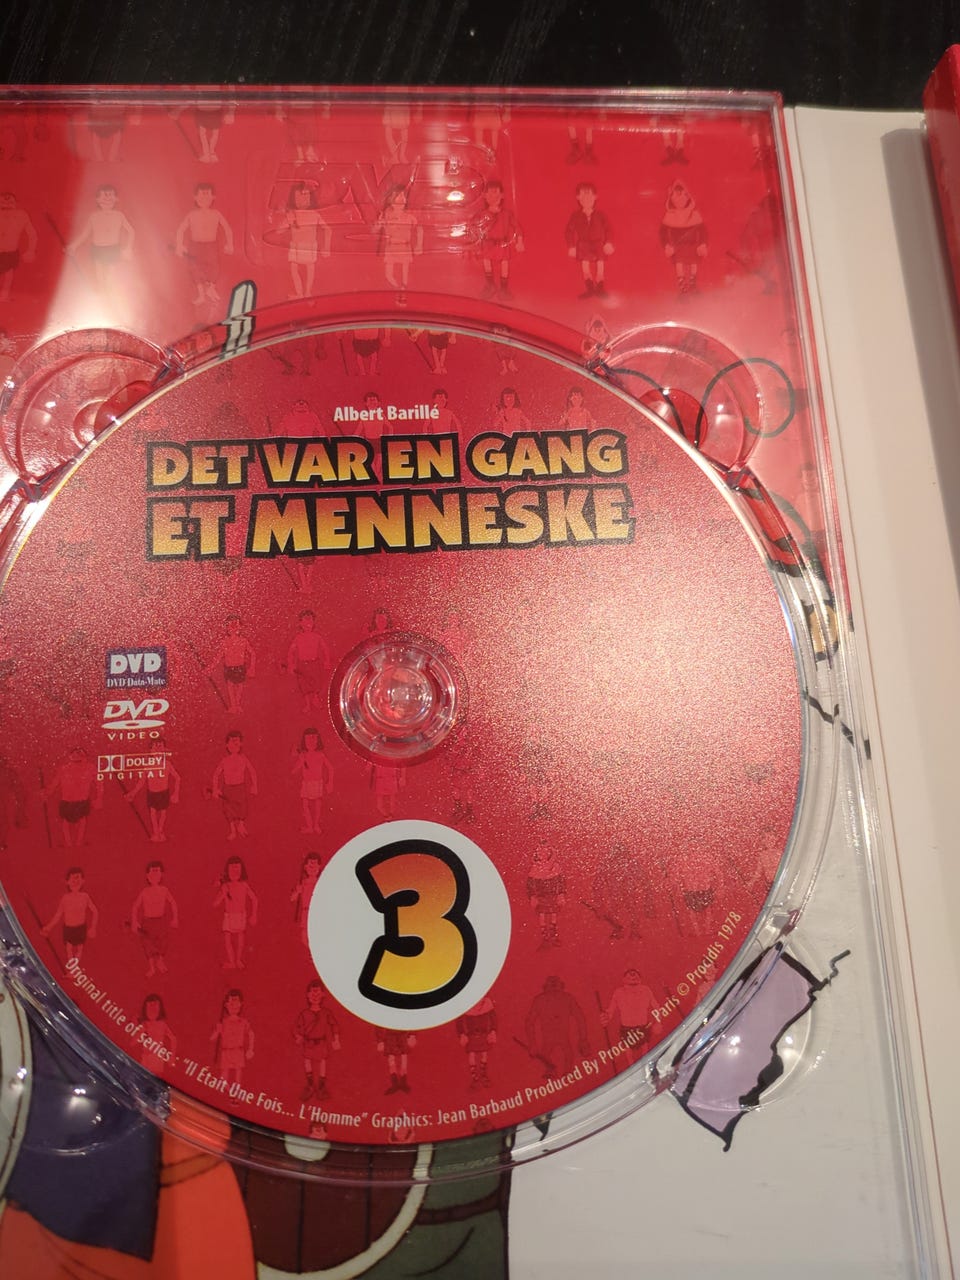 DVD
Albert Barillé
DET VAR EN GANG
ET MENNESKE
DVD
DVD Data-Mate
DVD
VIDEO
DOLBY
DIGITAL
3
Original title of series : "Il Était Une Fois... L'Homme" Graphics: Jean Barbaud Produced By Procidis – Paris © Procidis 1978